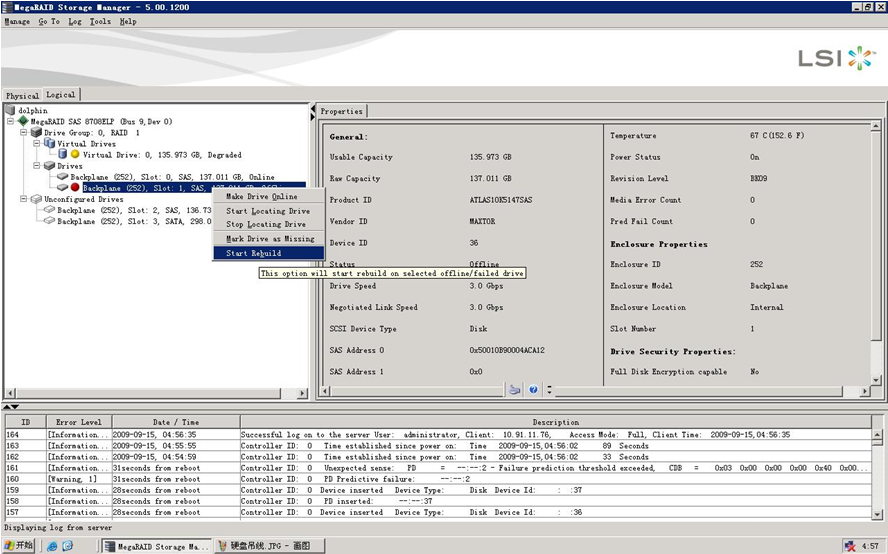 MegaRAID Storage Manager - 5.00.1200
Manage Go To Log Tools Help
LSI
Physical Logical
dolphin
MegaRAID SAS 8708ELP (Bus 9,Dev 0)
Drive Group: 0, RAID 1
Virtual Drives
Virtual Drive: 0, 135.973 GB, Degraded
Drives
Backplane (252), Slot: 0, SAS, 137.011 GB, Online
Backplane (252), Slot: 1, SAS,
Unconfigured Drives
Backplane (252), Slot: 2, SAS, 136.73
Backplane (252), Slot: 3, SATA, 298.0
Make Drive Online
Start Locating Drive
Stop Locating Drive
Mark Drive as Missing
Start Rebuild
This option will start rebuild on selected offline/failed drive
Properties
General:
Usable Capacity 135.973 GB
Raw Capacity 137.011 GB
Product ID ATLAS10K5147SAS
Vendor ID MAXTOR
Device ID 36
Status Offline
Drive Speed 3.0 Gbps
Negotiated Link Speed 3.0 Gbps
SCSI Device Type Disk
SAS Address 0 0x50010B90004ACA12
SAS Address 1 0x0
Temperature 67 C(152.6 F)
Power Status On
Revision Level BK09
Media Error Count 0
Pred Fail Count 0
Enclosure Properties
Enclosure ID 252
Enclosure Model Backplane
Enclosure Location Internal
Slot Number 1
Drive Security Properties:
Full Disk Encryption capable No
ID Error Level Date / Time Description
164 [Information... 2009-09-15, 04:56:35 Successful log on to the server User: administrator, Client: 10.91.11.76, Access Mode: Full, Client Time: 2009-09-15,04:56:35
163 [Information... 2009-09-15, 04:55:55 Controller ID: 0 Time established since power on: Time 2009-09-15,04:56:02 89 Seconds
162 [Information... 2009-09-15, 04:54:59 Controller ID: 0 Time established since power on: Time 2009-09-15,04:56:02 33 Seconds
161 [Information... 31seconds from reboot Controller ID: 0 Unexpected sense: PD = --:--:2 - Failure prediction threshold exceeded, CDB = 0x03 0x00 0x00 0x00 0x40 0x00...
160 [Warning, 1] 31seconds from reboot Controller ID: 0 PD Predictive failure: --:--:2
159 [Information... 28seconds from reboot Controller ID: 0 Device inserted Device Type: Disk Device Id: : :37
158 [Information... 28seconds from reboot Controller ID: 0 PD inserted: --:--:37
157 [Information... 28seconds from reboot Controller ID: 0 Device inserted Device Type: Disk Device Id: : :36
Displaying log from server
开始 MegaRAID Storage Ma... 硬盘吊线.JPG - 画图 4:57